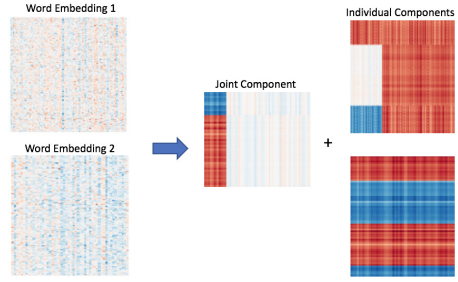 Word Embedding 1
Individual Components
Joint Component
Word Embedding 2
+